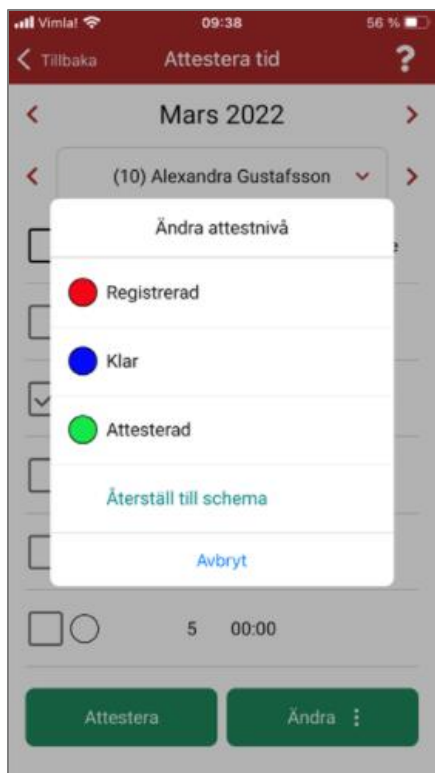 Vimla! 09:38 56 %
Tillbaka Attestera tid ?
Mars 2022
(10) Alexandra Gustafsson
Ändra attestnivå
Registrerad
Klar
Attesterad
Återställ till schema
Avbryt
5 00:00
Attestera Ändra